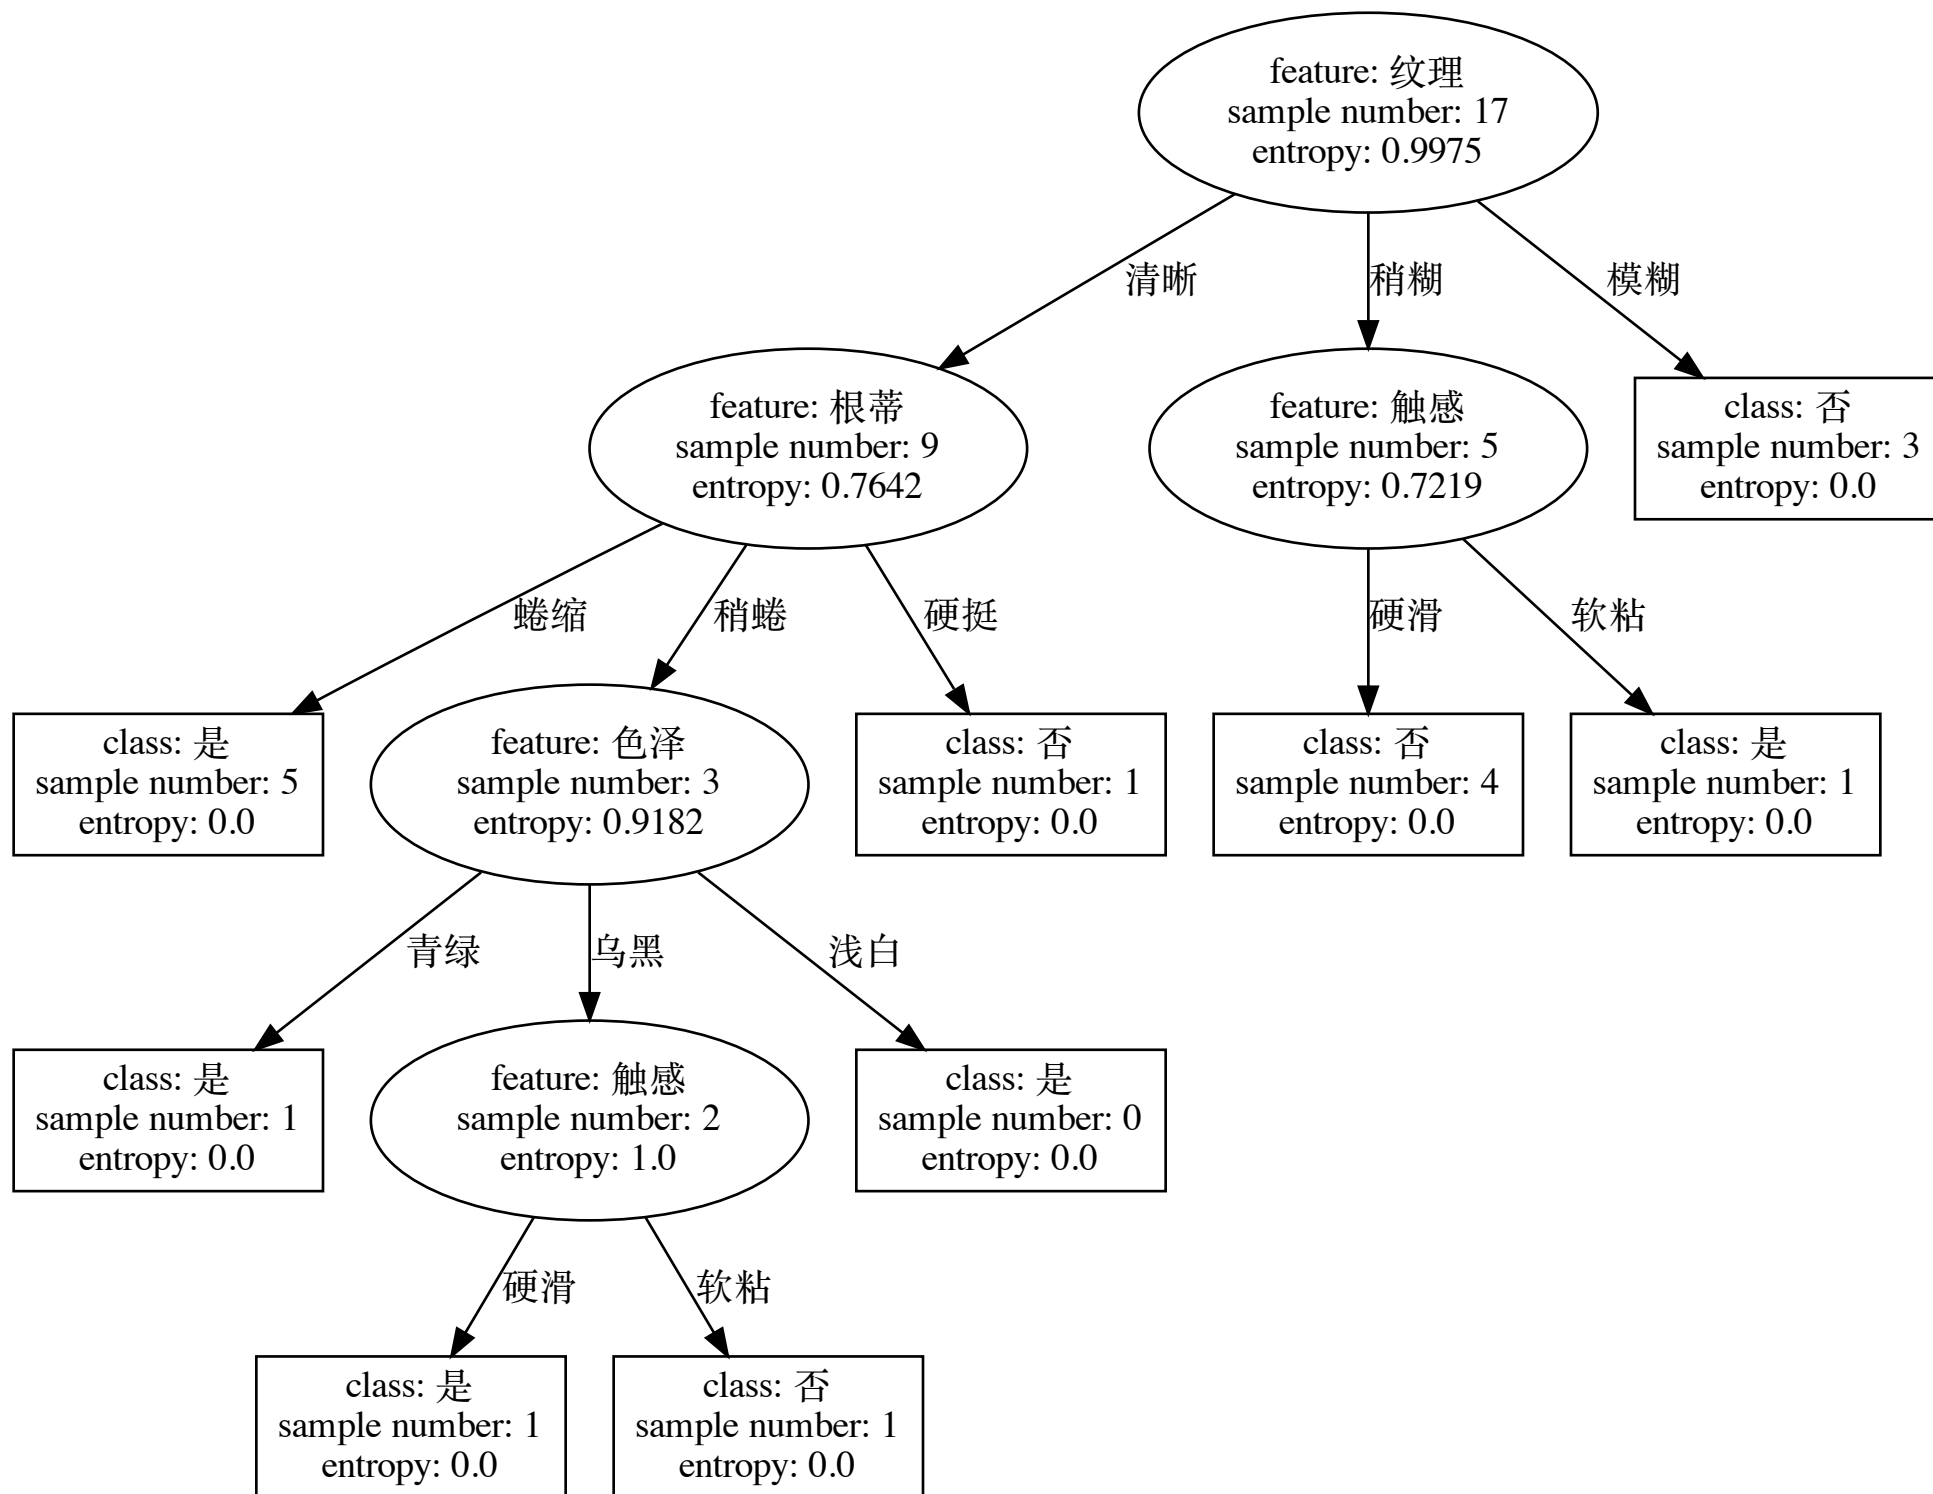 feature: 纹理
sample number: 17
entropy: 0.9975
清晰
稍糊
模糊
feature: 根蒂
sample number: 9
entropy: 0.7642
feature: 触感
sample number: 5
entropy: 0.7219
class: 否
sample number: 3
entropy: 0.0
蜷缩
稍蜷
硬挺
硬滑
软粘
class: 是
sample number: 5
entropy: 0.0
feature: 色泽
sample number: 3
entropy: 0.9182
class: 否
sample number: 1
entropy: 0.0
class: 否
sample number: 4
entropy: 0.0
class: 是
sample number: 1
entropy: 0.0
青绿
乌黑
浅白
class: 是
sample number: 1
entropy: 0.0
feature: 触感
sample number: 2
entropy: 1.0
class: 是
sample number: 0
entropy: 0.0
硬滑
软粘
class: 是
sample number: 1
entropy: 0.0
class: 否
sample number: 1
entropy: 0.0